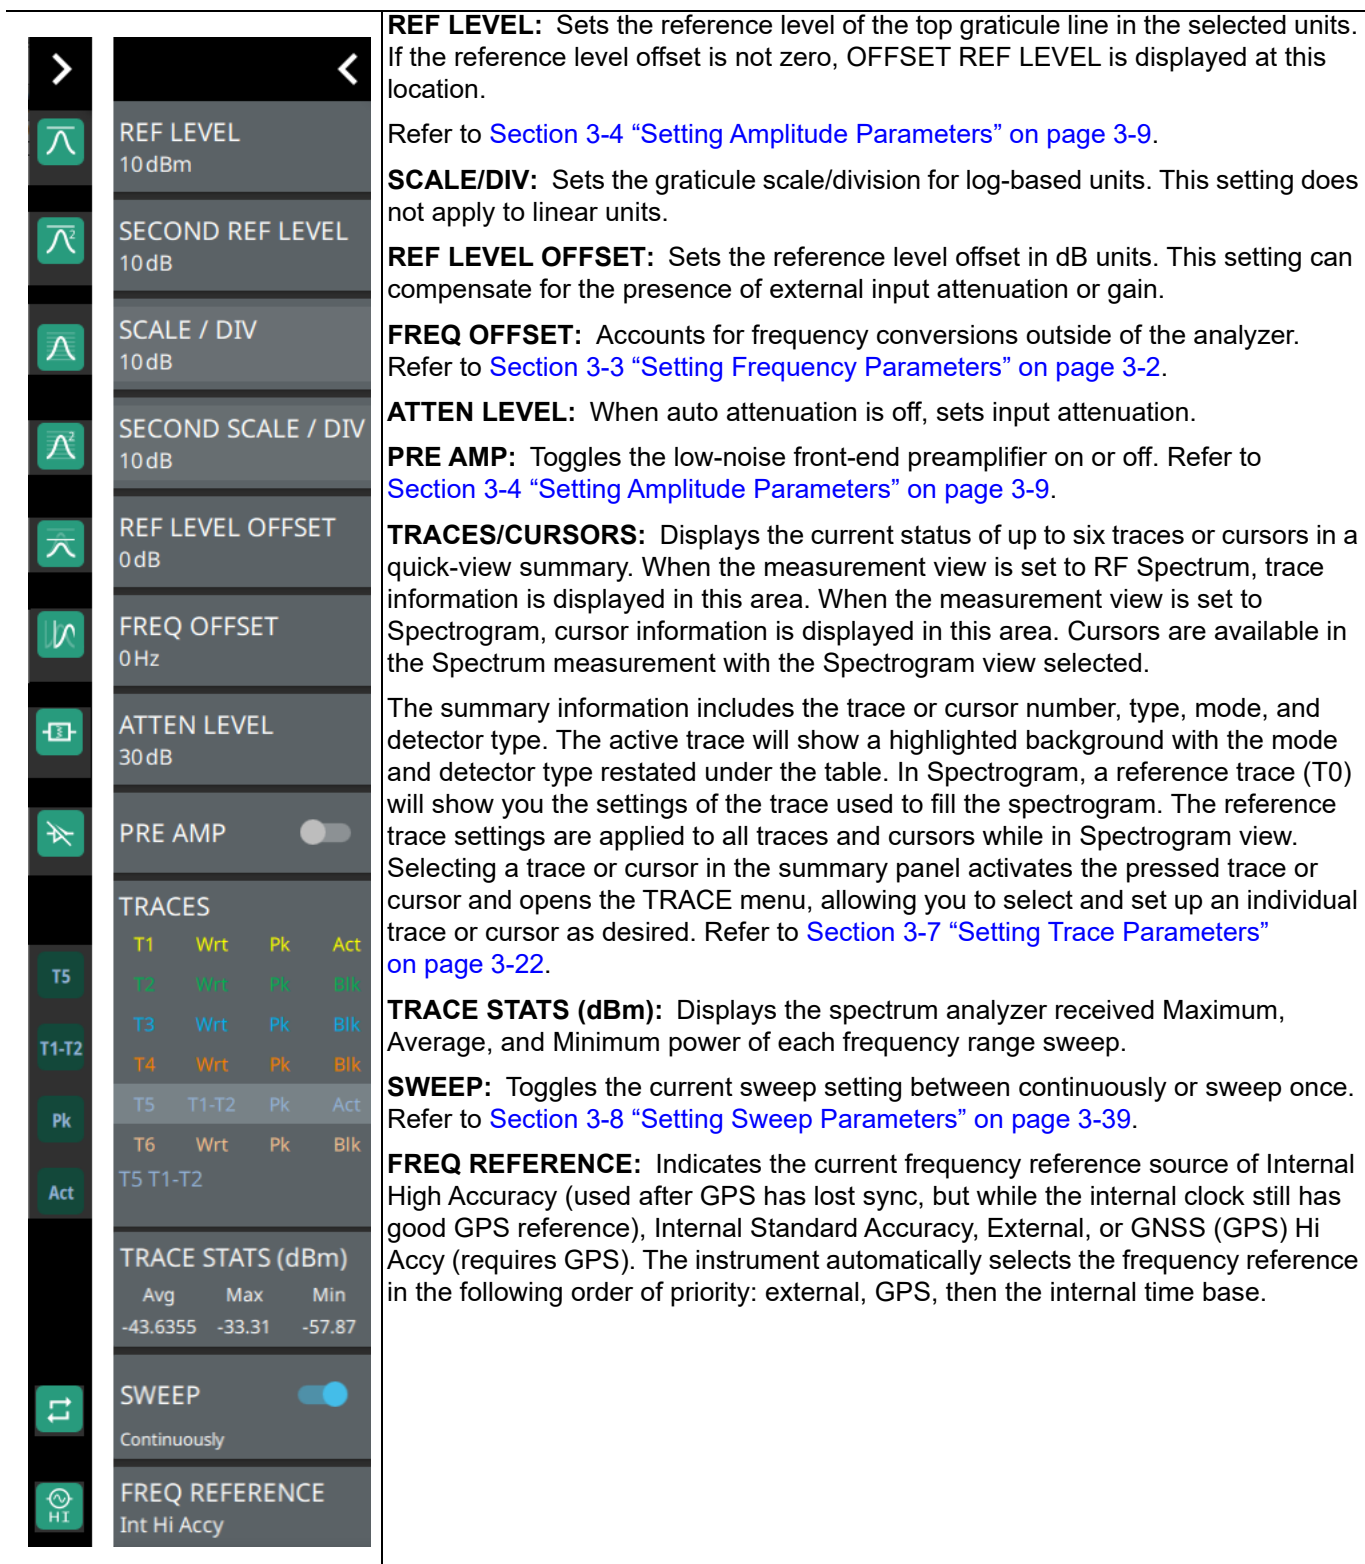 T5
T1-T2
Pk
Act
HI
REF LEVEL
10 dBm
SECOND REF LEVEL
10 dB
SCALE / DIV
10 dB
SECOND SCALE / DIV
10 dB
REF LEVEL OFFSET
0 dB
FREQ OFFSET
0 Hz
ATTEN LEVEL
30 dB
PRE AMP
TRACES
T1 Wrt Pk Act
T2 Wrt Pk Blk
T3 Wrt Pk Blk
T4 Wrt Pk Blk
T5 T1-T2 Pk Act
T6 Wrt Pk Blk
T5 T1-T2
TRACE STATS (dBm)
Avg Max Min
-43.6355 -33.31 -57.87
SWEEP
Continuously
FREQ REFERENCE
Int Hi Accy
REF LEVEL: Sets the reference level of the top graticule line in the selected units.
If the reference level offset is not zero, OFFSET REF LEVEL is displayed at this
location.
Refer to Section 3-4 “Setting Amplitude Parameters” on page 3-9.
SCALE/DIV: Sets the graticule scale/division for log-based units. This setting does
not apply to linear units.
REF LEVEL OFFSET: Sets the reference level offset in dB units. This setting can
compensate for the presence of external input attenuation or gain.
FREQ OFFSET: Accounts for frequency conversions outside of the analyzer.
Refer to Section 3-3 “Setting Frequency Parameters” on page 3-2.
ATTEN LEVEL: When auto attenuation is off, sets input attenuation.
PRE AMP: Toggles the low-noise front-end preamplifier on or off. Refer to
Section 3-4 “Setting Amplitude Parameters” on page 3-9.
TRACES/CURSORS: Displays the current status of up to six traces or cursors in a
quick-view summary. When the measurement view is set to RF Spectrum, trace
information is displayed in this area. When the measurement view is set to
Spectrogram, cursor information is displayed in this area. Cursors are available in
the Spectrum measurement with the Spectrogram view selected.
The summary information includes the trace or cursor number, type, mode, and
detector type. The active trace will show a highlighted background with the mode
and detector type restated under the table. In Spectrogram, a reference trace (T0)
will show you the settings of the trace used to fill the spectrogram. The reference
trace settings are applied to all traces and cursors while in Spectrogram view.
Selecting a trace or cursor in the summary panel activates the pressed trace or
cursor and opens the TRACE menu, allowing you to select and set up an individual
trace or cursor as desired. Refer to Section 3-7 “Setting Trace Parameters”
on page 3-22.
TRACE STATS (dBm): Displays the spectrum analyzer received Maximum,
Average, and Minimum power of each frequency range sweep.
SWEEP: Toggles the current sweep setting between continuously or sweep once.
Refer to Section 3-8 “Setting Sweep Parameters” on page 3-39.
FREQ REFERENCE: Indicates the current frequency reference source of Internal
High Accuracy (used after GPS has lost sync, but while the internal clock still has
good GPS reference), Internal Standard Accuracy, External, or GNSS (GPS) Hi
Accy (requires GPS). The instrument automatically selects the frequency reference
in the following order of priority: external, GPS, then the internal time base.